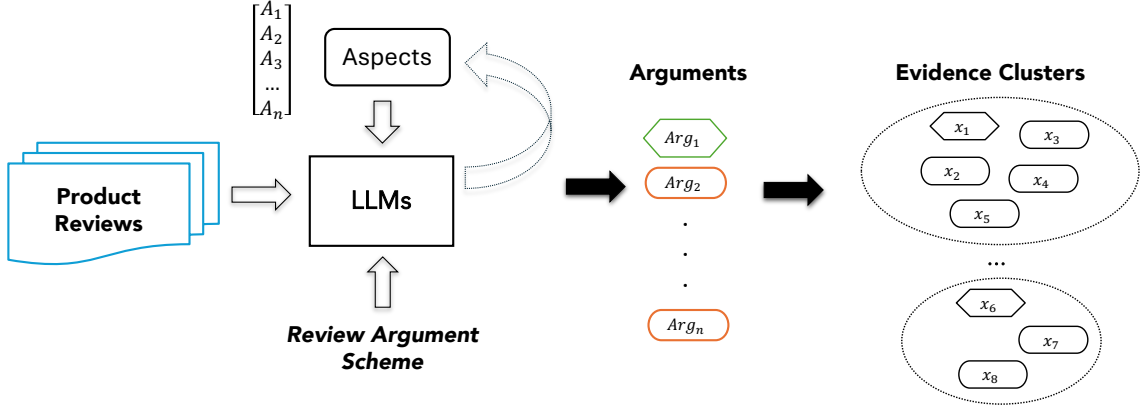 A₁
A₂
A₃
...
Aₙ
Aspects
Product
Reviews
LLMs
Review Argument
Scheme
Arguments
Arg₁
Arg₂
.
.
.
Argₙ
Evidence Clusters
x₁
x₃
x₂
x₄
x₅
...
x₆
x₇
x₈